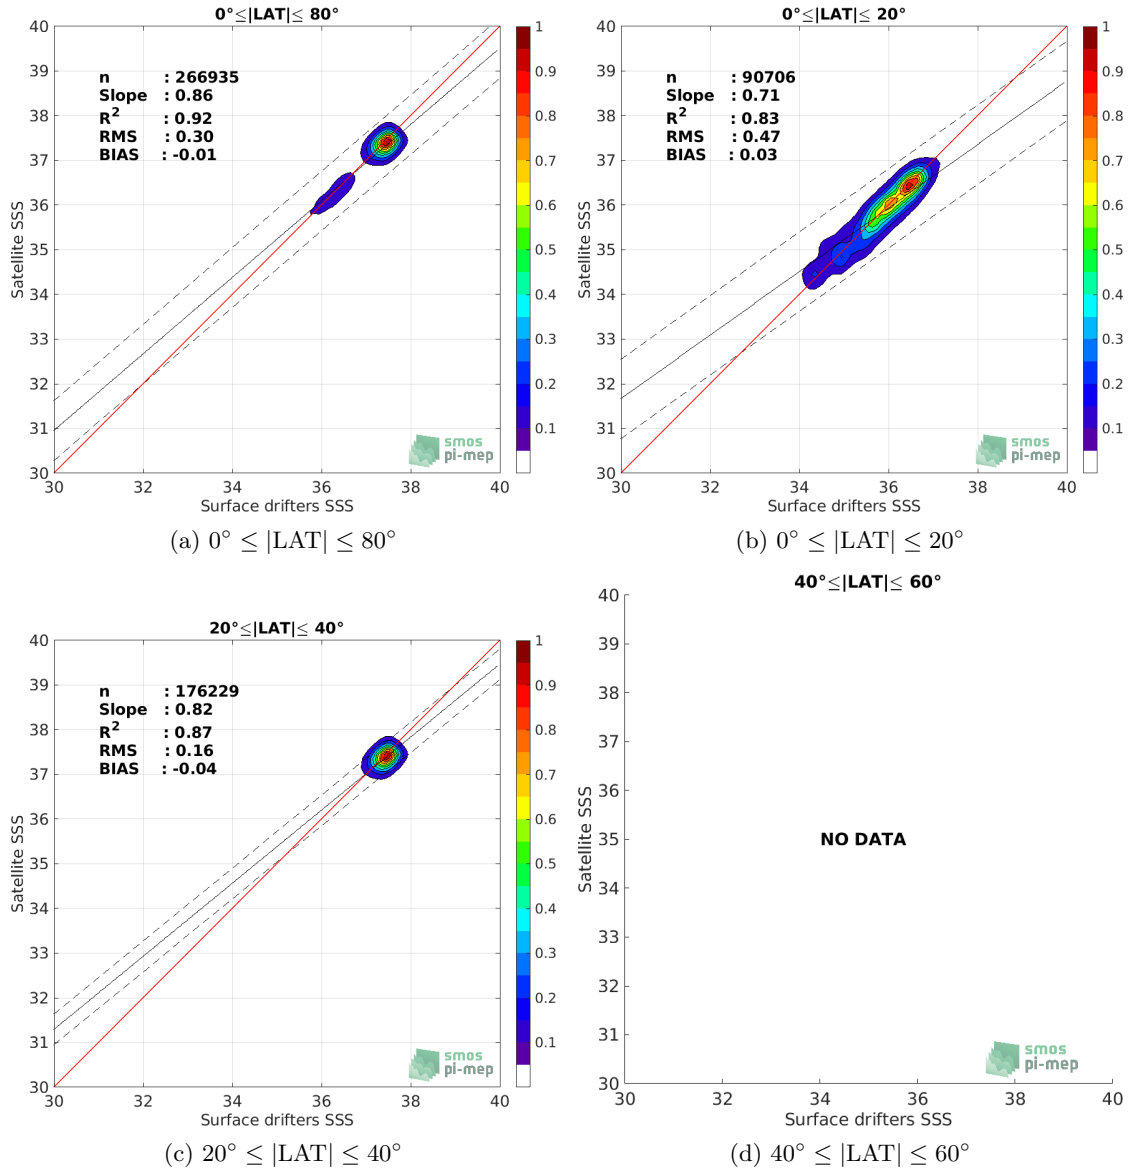 0°≤|LAT|≤ 80°
40
39
38
37
36
35
34
33
32
31
30
Satellite SSS
n : 266935
Slope : 0.86
R2 : 0.92
RMS : 0.30
BIAS : -0.01
smos
pi-mep
30 32 34 36 38 40
Surface drifters SSS
1
0.9
0.8
0.7
0.6
0.5
0.4
0.3
0.2
0.1
(a) 0° ≤ |LAT| ≤ 80°
0°≤|LAT|≤ 20°
40
39
38
37
36
35
34
33
32
31
30
Satellite SSS
n : 90706
Slope : 0.71
R2 : 0.83
RMS : 0.47
BIAS : 0.03
smos
pi-mep
30 32 34 36 38 40
Surface drifters SSS
1
0.9
0.8
0.7
0.6
0.5
0.4
0.3
0.2
0.1
(b) 0° ≤ |LAT| ≤ 20°
20°≤|LAT|≤ 40°
40
39
38
37
36
35
34
33
32
31
30
Satellite SSS
n : 176229
Slope : 0.82
R2 : 0.87
RMS : 0.16
BIAS : -0.04
smos
pi-mep
30 32 34 36 38 40
Surface drifters SSS
1
0.9
0.8
0.7
0.6
0.5
0.4
0.3
0.2
0.1
(c) 20° ≤ |LAT| ≤ 40°
40°≤|LAT|≤ 60°
40
39
38
37
36
35
34
33
32
31
30
Satellite SSS
NO DATA
smos
pi-mep
30 32 34 36 38 40
Surface drifters SSS
(d) 40° ≤ |LAT| ≤ 60°